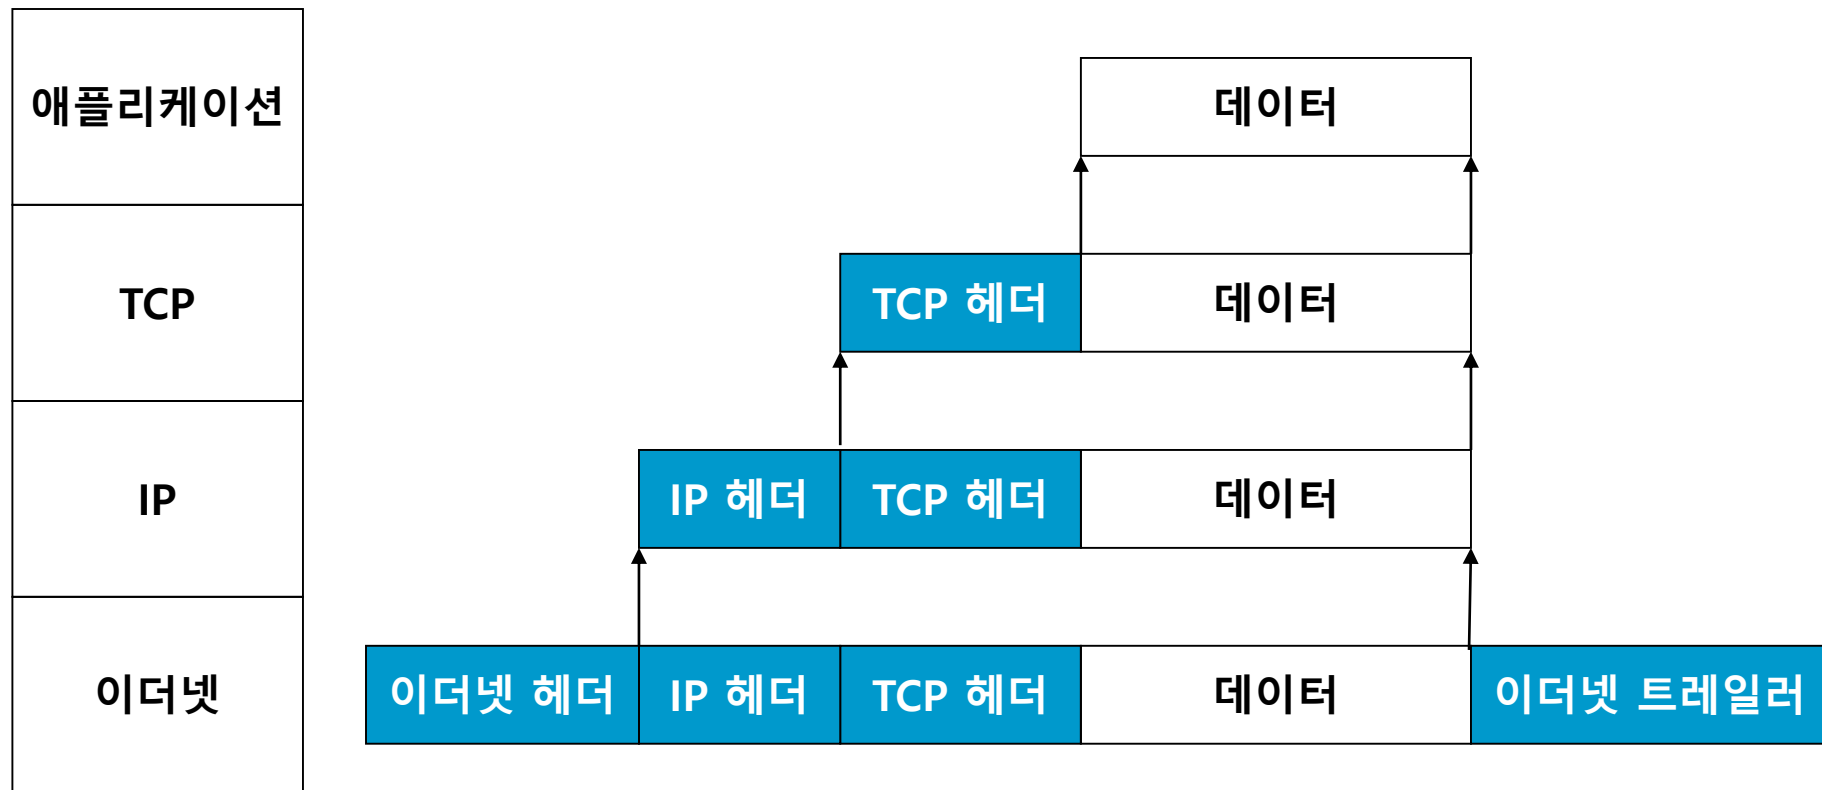 애플리케이션
데이터
TCP
TCP 헤더
데이터
IP
IP 헤더
TCP 헤더
데이터
이더넷
이더넷 헤더
IP 헤더
TCP 헤더
데이터
이더넷 트레일러